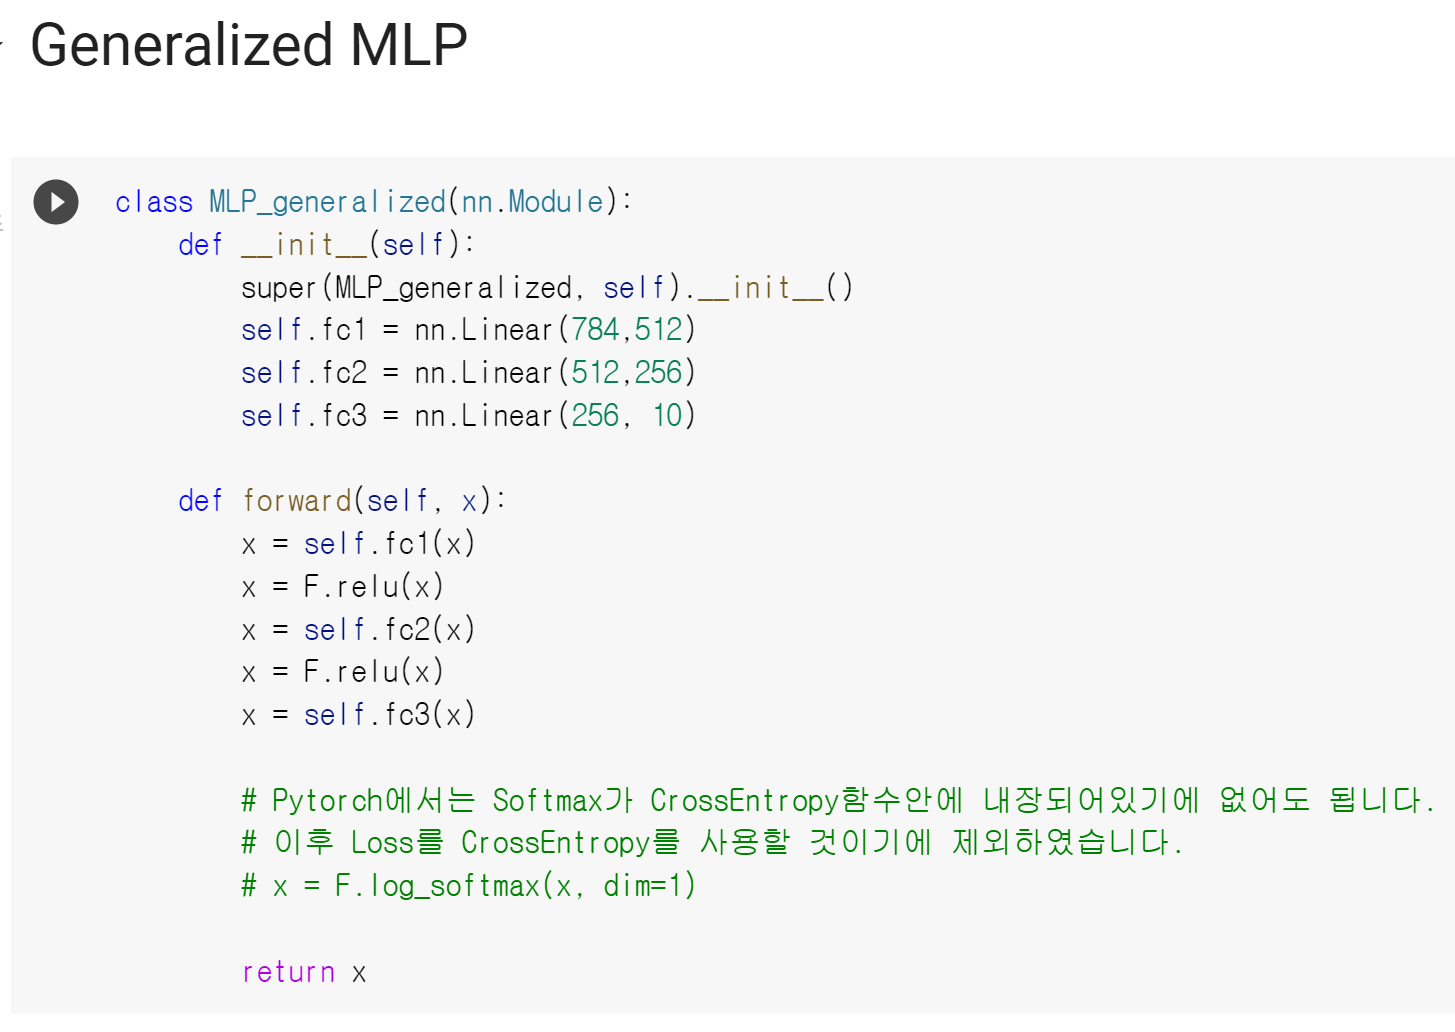 Generalized MLP
class MLP_generalized(nn.Module):
    def __init__(self):
        super(MLP_generalized, self).__init__()
        self.fc1 = nn.Linear(784,512)
        self.fc2 = nn.Linear(512,256)
        self.fc3 = nn.Linear(256, 10)
    def forward(self, x):
        x = self.fc1(x)
        x = F.relu(x)
        x = self.fc2(x)
        x = F.relu(x)
        x = self.fc3(x)
        # Pytorch에서는 Softmax가 CrossEntropy함수안에 내장되어있기에 없어도 됩니다.
        # 이후 Loss를 CrossEntropy를 사용할 것이기에 제외하였습니다.
        # x = F.log_softmax(x, dim=1)
        return x